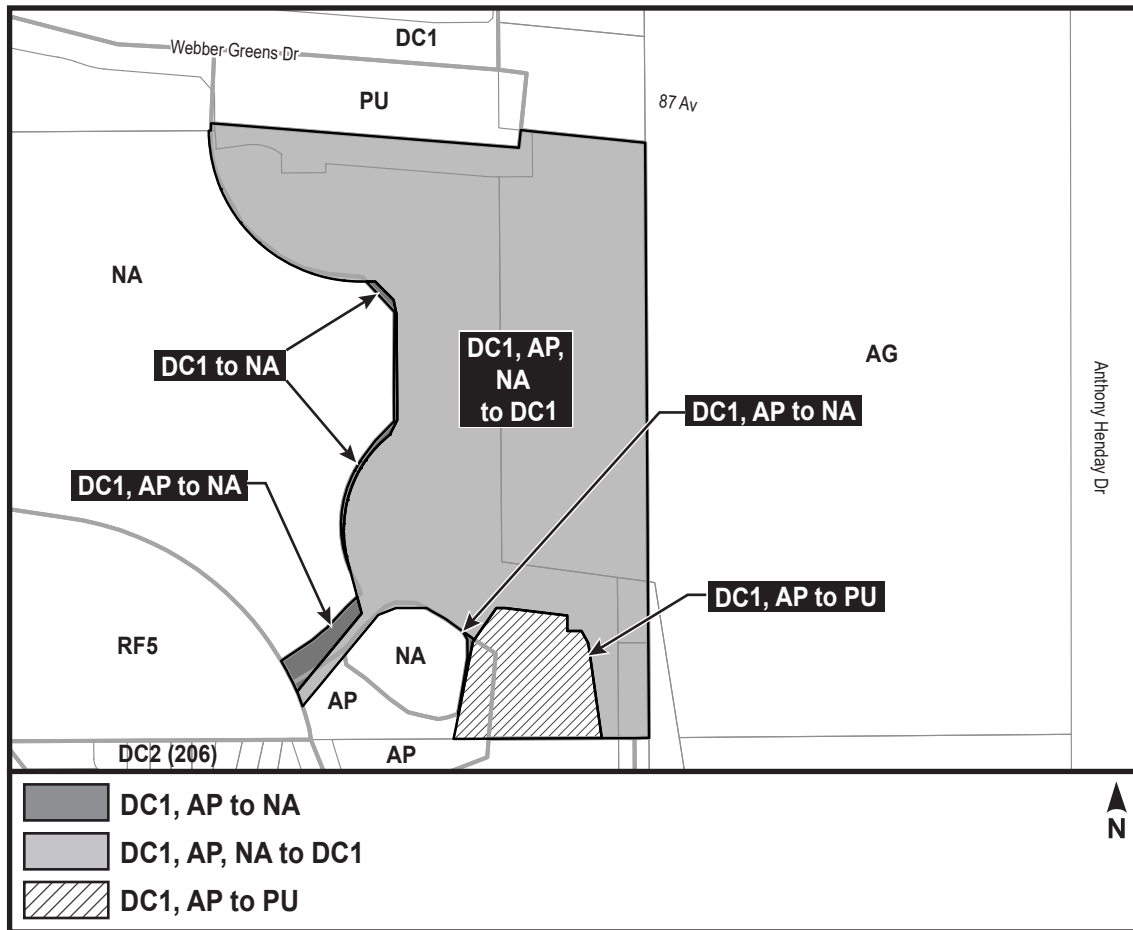 DC1
Webber Greens Dr
PU
87 Av
NA
DC1 to NA
DC1, AP,
NA
to DC1
AG
Anthony Henday Dr
DC1, AP to NA
DC1, AP to NA
DC1, AP to PU
RF5
NA
AP
DC2 (206)
AP
DC1, AP to NA
DC1, AP, NA to DC1
DC1, AP to PU
N